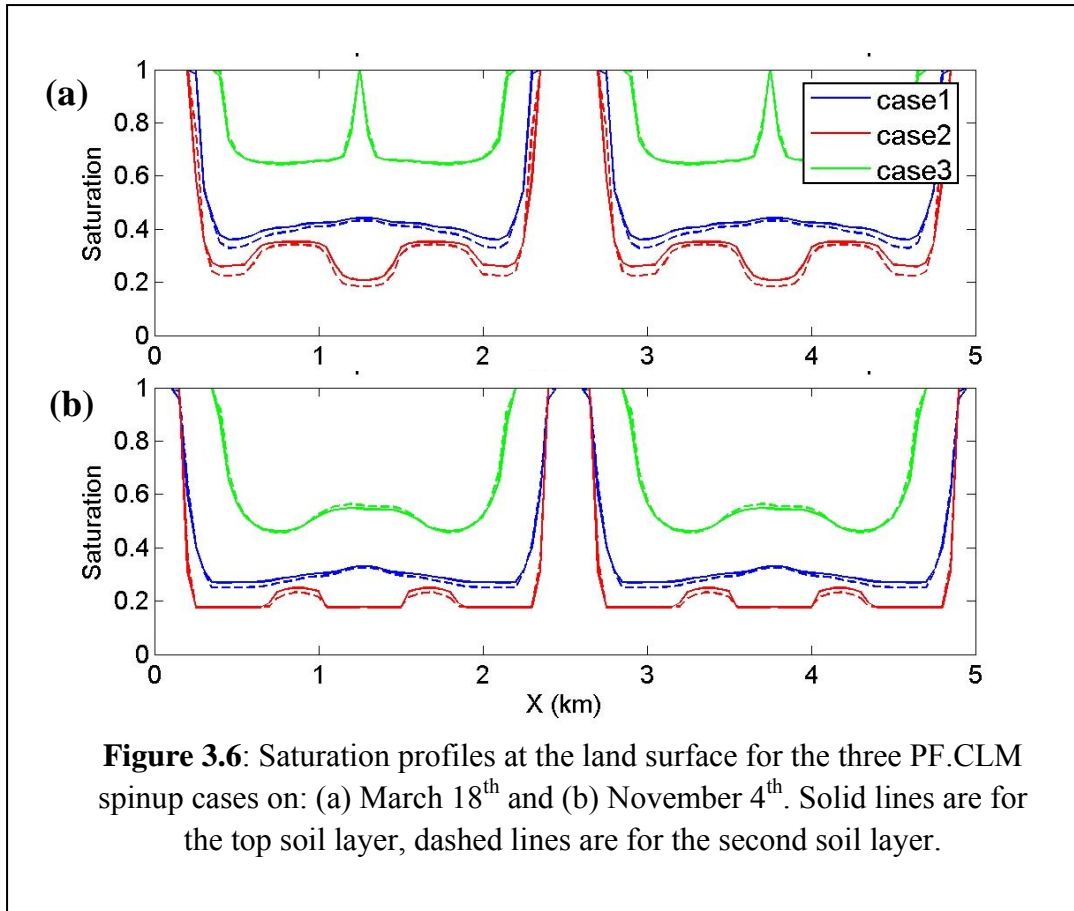 (a)
Saturation
1
0.8
0.6
0.4
0.2
0
case1
case2
case3
0 1 2 3 4 5
(b)
Saturation
1
0.8
0.6
0.4
0.2
0
0 1 2 3 4 5
X (km)
Figure 3.6: Saturation profiles at the land surface for the three PF.CLM
spinup cases on: (a) March 18th and (b) November 4th. Solid lines are for
the top soil layer, dashed lines are for the second soil layer.